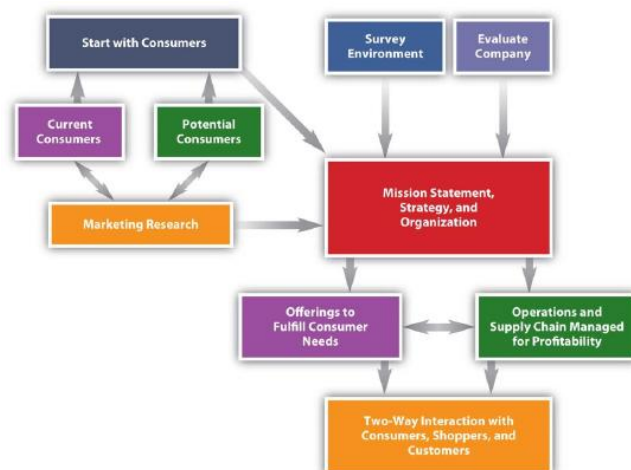 Start with Consumers
Survey
Environment
Evaluate
Company
Current
Consumers
Potential
Consumers
Marketing Research
Mission Statement,
Strategy, and
Organization
Offerings to
Fulfill Consumer
Needs
Operations and
Supply Chain Managed
for Profitability
Two-Way Interaction with
Consumers, Shoppers, and
Customers